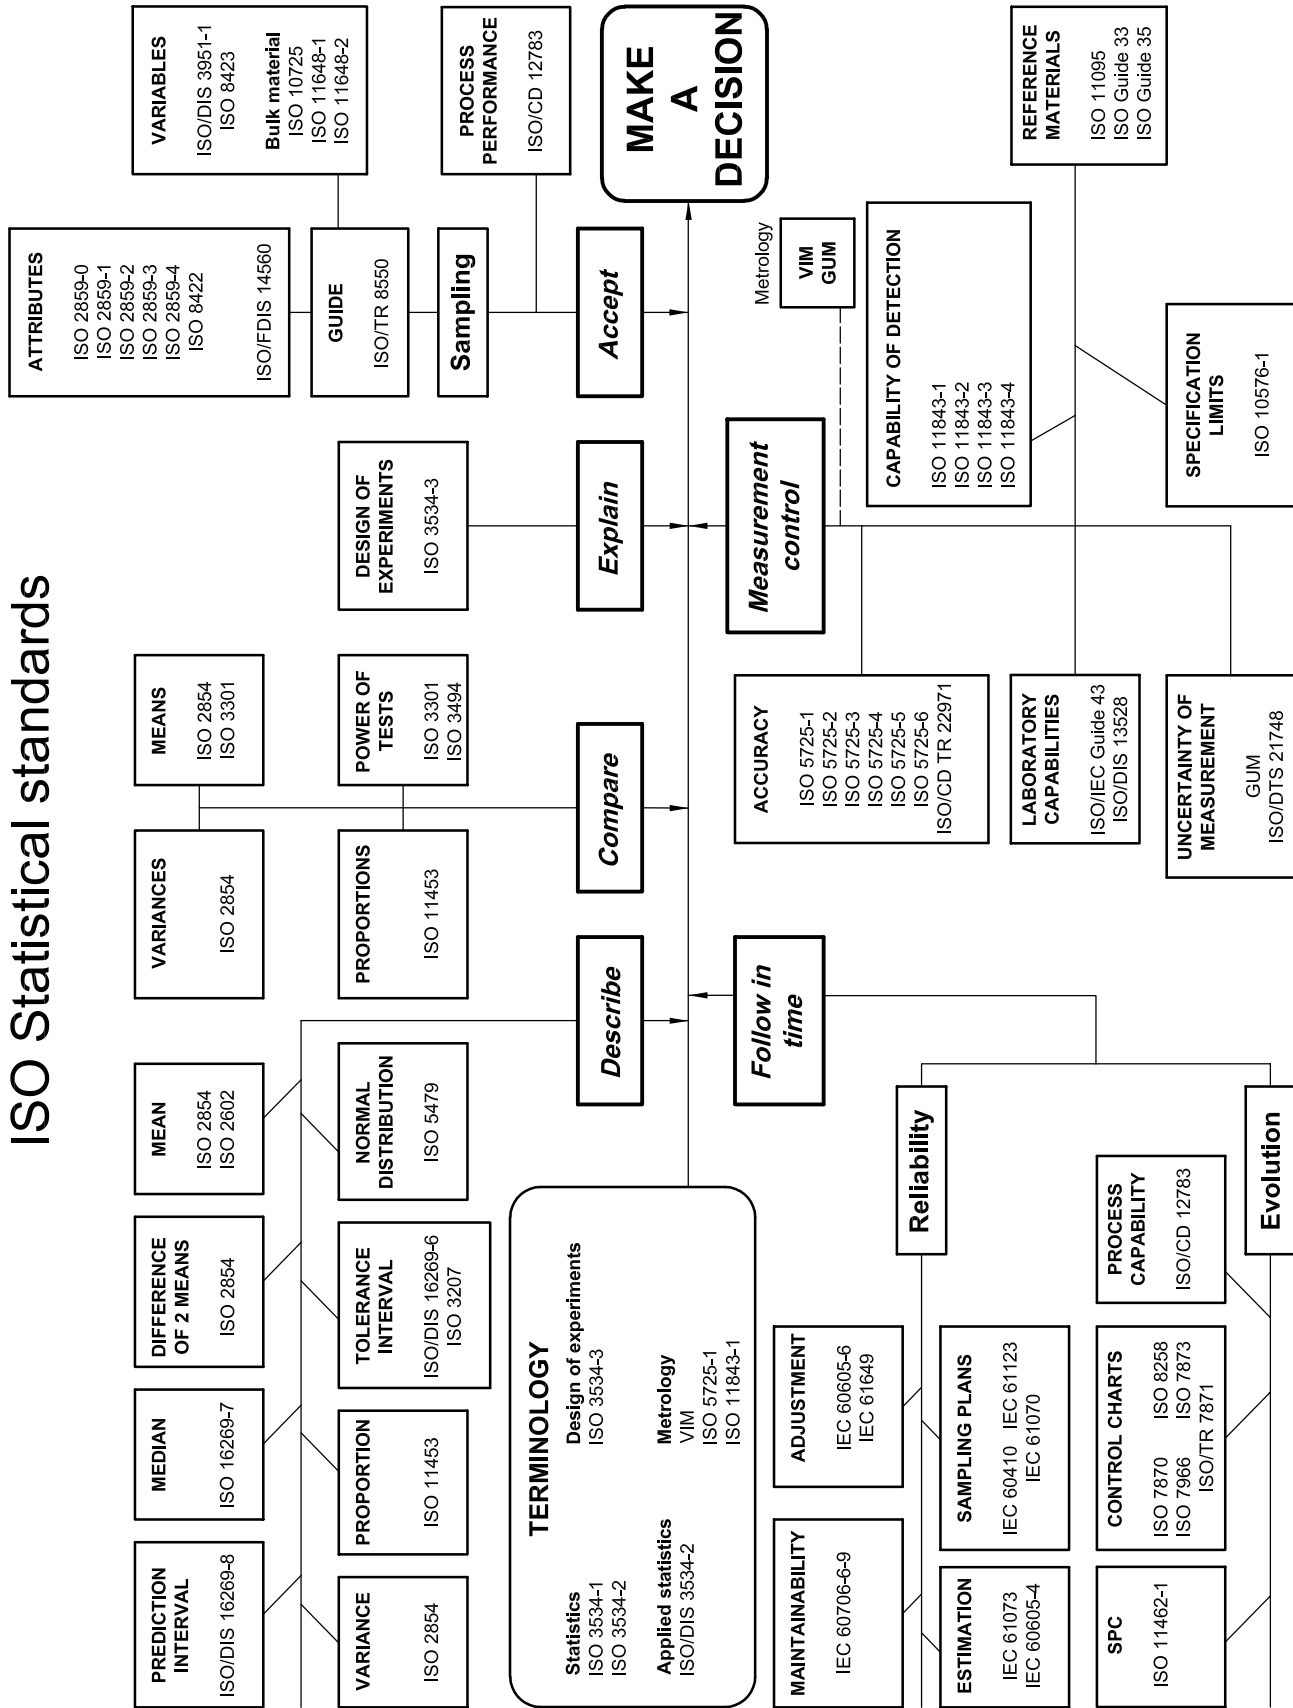 ISO Statistical standards
PREDICTION
INTERVAL
ISO/DIS 16269-8
MEDIAN
ISO 16269-7
DIFFERENCE
OF 2 MEANS
ISO 2854
MEAN
ISO 2854
ISO 2602
VARIANCES
ISO 2854
MEANS
ISO 2854
ISO 3301
ATTRIBUTES
ISO 2859-0
ISO 2859-1
ISO 2859-2
ISO 2859-3
ISO 2859-4
ISO 8422
ISO/FDIS 14560
VARIABLES
ISO/DIS 3951-1
ISO 8423
Bulk material
ISO 10725
ISO 11648-1
ISO 11648-2
VARIANCE
ISO 2854
PROPORTION
ISO 11453
TOLERANCE
INTERVAL
ISO/DIS 16269-6
ISO 3207
NORMAL
DISTRIBUTION
ISO 5479
PROPORTIONS
ISO 11453
POWER OF
TESTS
ISO 3301
ISO 3494
DESIGN OF
EXPERIMENTS
ISO 3534-3
GUIDE
ISO/TR 8550
Sampling
PROCESS
PERFORMANCE
ISO/CD 12783
TERMINOLOGY
Statistics
ISO 3534-1
ISO 3534-2
Design of experiments
ISO 3534-3
Applied statistics
ISO/DIS 3534-2
Metrology
VIM
ISO 5725-1
ISO 11843-1
Describe
Compare
Explain
Accept
MAKE
A
DECISION
Follow in
time
Measurement
control
Metrology
VIM
GUM
MAINTAINABILITY
IEC 60706-6-9
ADJUSTMENT
IEC 60605-6
IEC 61649
Reliability
ESTIMATION
IEC 61073
IEC 60605-4
SAMPLING PLANS
IEC 60410 IEC 61123
IEC 61070
ACCURACY
ISO 5725-1
ISO 5725-2
ISO 5725-3
ISO 5725-4
ISO 5725-5
ISO 5725-6
ISO/CD TR 22971
CAPABILITY OF DETECTION
ISO 11843-1
ISO 11843-2
ISO 11843-3
ISO 11843-4
LABORATORY
CAPABILITIES
ISO/IEC Guide 43
ISO/DIS 13528
REFERENCE
MATERIALS
ISO 11095
ISO Guide 33
ISO Guide 35
SPC
ISO 11462-1
CONTROL CHARTS
ISO 7870 ISO 8258
ISO 7966 ISO 7873
ISO/TR 7871
PROCESS
CAPABILITY
ISO/CD 12783
Evolution
UNCERTAINTY OF
MEASUREMENT
GUM
ISO/DTS 21748
SPECIFICATION
LIMITS
ISO 10576-1